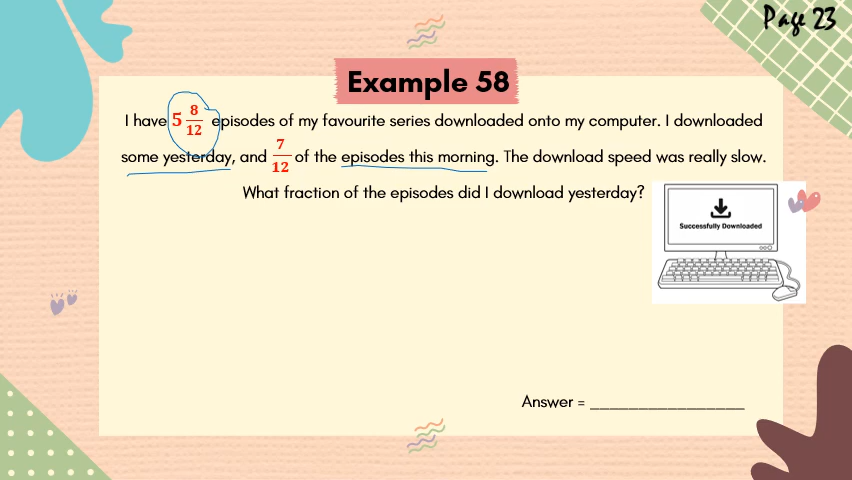 Page 23
Example 58
I have 5 8/12 episodes of my favourite series downloaded onto my computer. I downloaded
some yesterday, and 7/12 of the episodes this morning. The download speed was really slow.
What fraction of the episodes did I download yesterday?
Successfully Downloaded
Answer = ________________